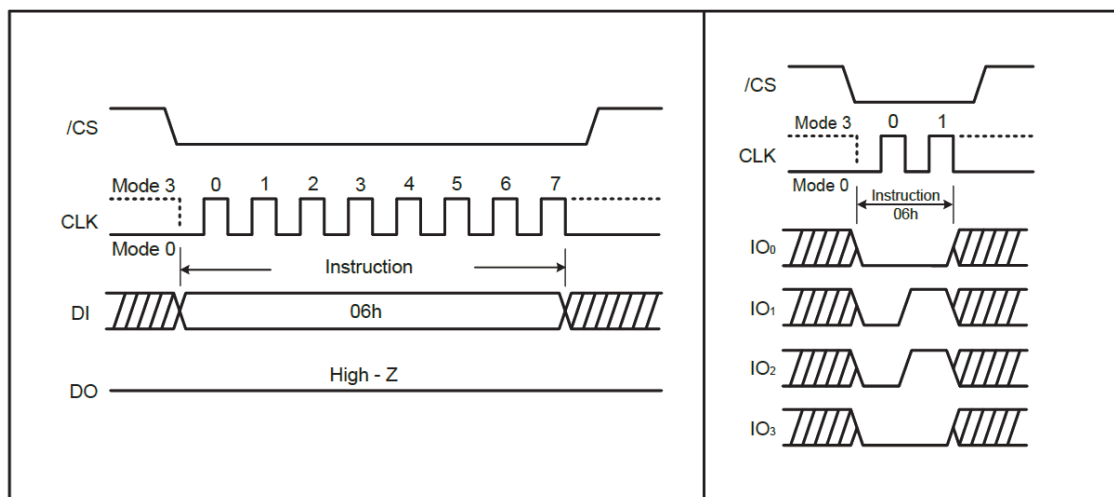 /CS
Mode 3 0 1 2 3 4 5 6 7
CLK
Mode 0
Instruction
DI 06h
High - Z
DO
/CS
Mode 3 0 1
CLK
Mode 0
Instruction
06h
IO₀
IO₁
IO₂
IO₃